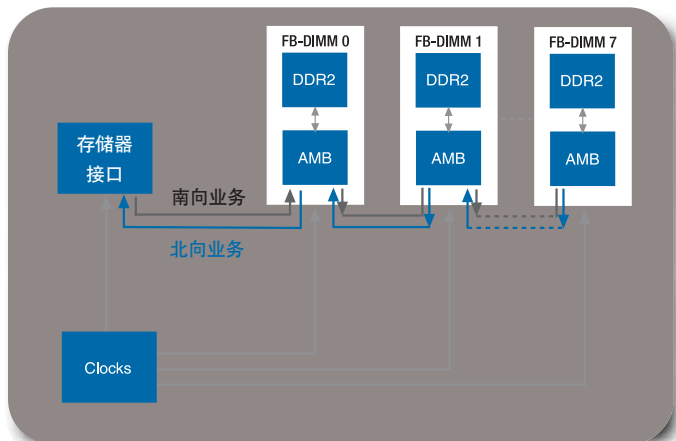 FB-DIMM 0
FB-DIMM 1
FB-DIMM 7
DDR2
DDR2
DDR2
存储器
接口
AMB
AMB
AMB
南向业务
北向业务
Clocks